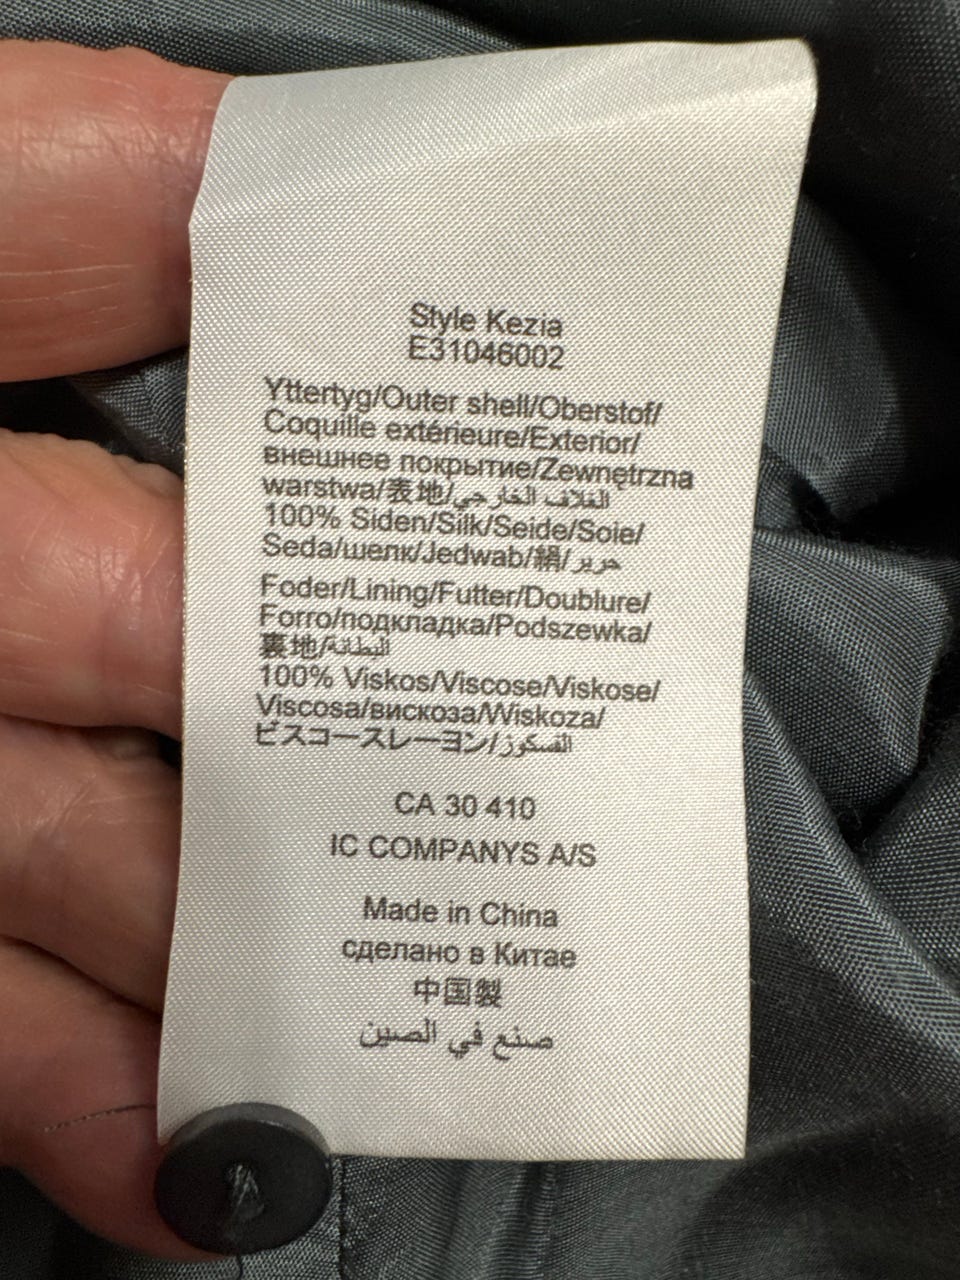 Style Kezia
E31046002
Yttertyg/Outer shell/Oberstof/
Coquille extérieure/Exterior/
внешнее покрытие/Zewnętrzna
warstwa/表地/الغلاف الخارجي
100% Siden/Silk/Seide/Soie/
Seda/шелк/Jedwab/絹/حرير
Foder/Lining/Futter/Doublure/
Forro/подкладка/Podszewka/
裏地/البطانة
100% Viskos/Viscose/Viskose/
Viscosa/вискоза/Wiskoza/
ビスコースレーヨン/الفسكوز
CA 30 410
IC COMPANYS A/S
Made in China
сделано в Китае
中国製
صنع في الصين